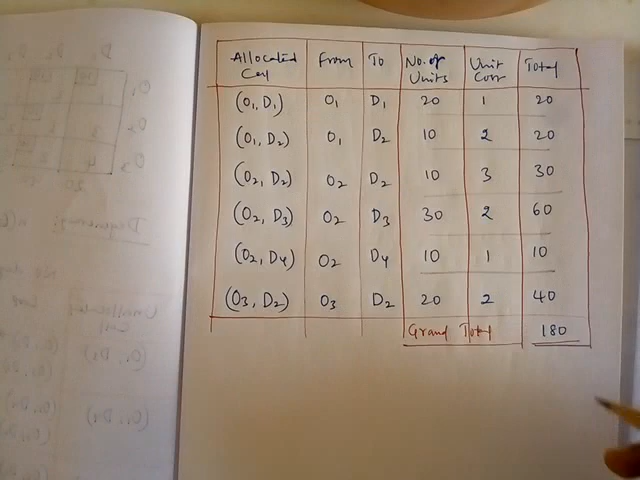 Allocated Cell From To No. of Units Unit Cost Total
(O1, D1) O1 D1 20 1 20
(O1, D2) O1 D2 10 2 20
(O2, D2) O2 D2 10 3 30
(O2, D3) O2 D3 30 2 60
(O2, D4) O2 D4 10 1 10
(O3, D2) O3 D2 20 2 40
Grand Total 180